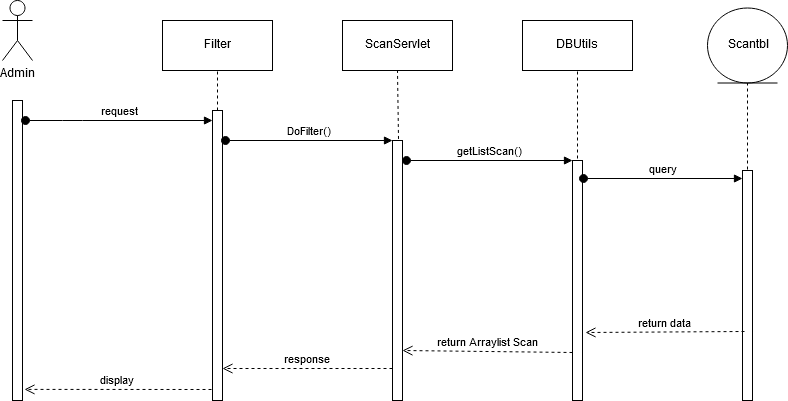 Filter
ScanServlet
DBUtils
Scantbl
Admin
request
DoFilter()
getListScan()
query
return data
return Arraylist Scan
response
display